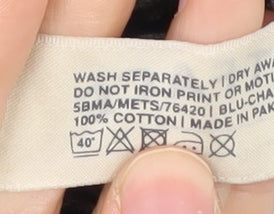 WASH SEPARATELY | DRY
DO NOT IRON PRINT OR
5BMA/METS/76420 |
100% COTTON | MADE IN
40°